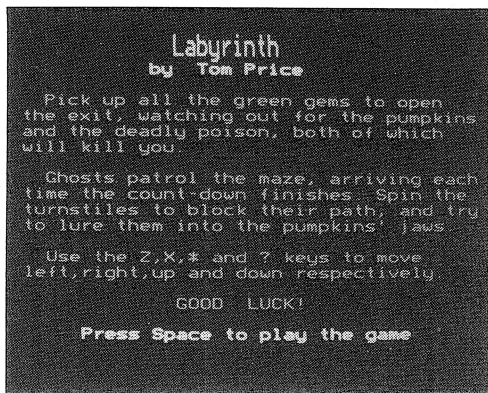 Labyrinth
by Tom Price
Pick up all the green gems to open
the exit, watching out for the pumpkins
and the deadly poison, both of which
will kill you.
Ghosts patrol the maze, arriving each
time the count-down finishes. Spin the
turnstiles to block their path, and try
to lure them into the pumpkins' jaws.
Use the Z,X,* and ? keys to move
left,right,up and down respectively.
GOOD LUCK!
Press Space to play the game